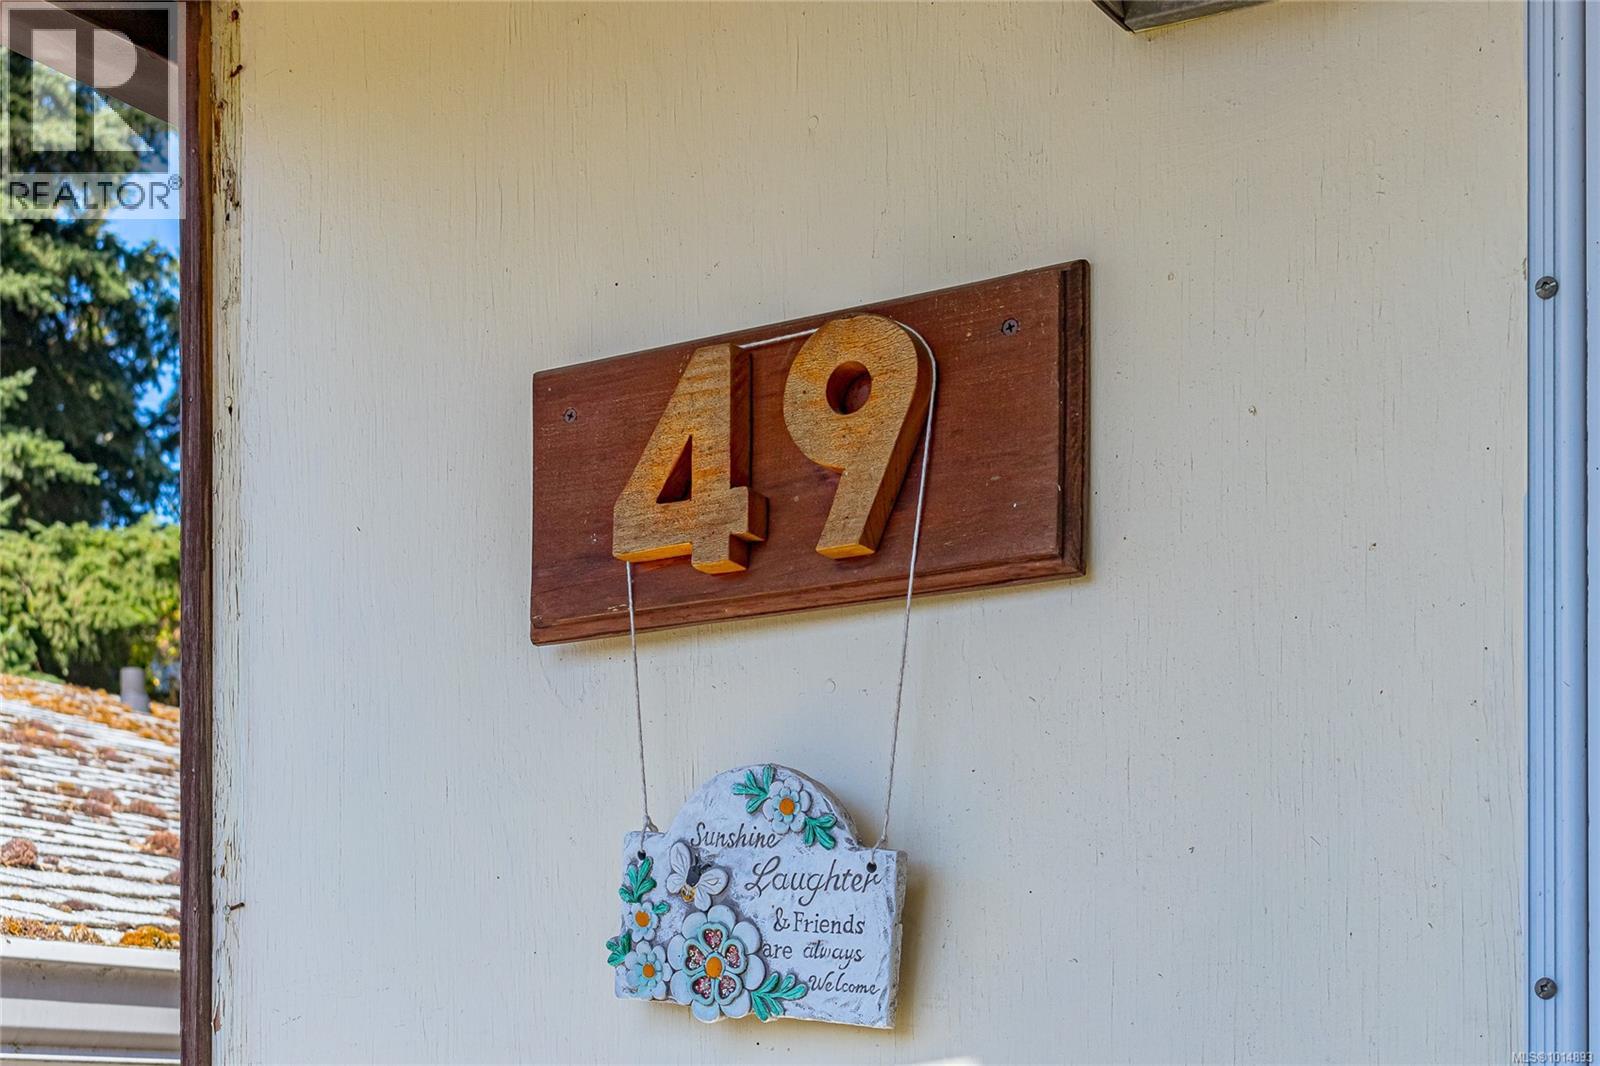 R
REALTOR®
49
Sunshine
Laughter
& Friends
are always
Welcome
MLS®1014893